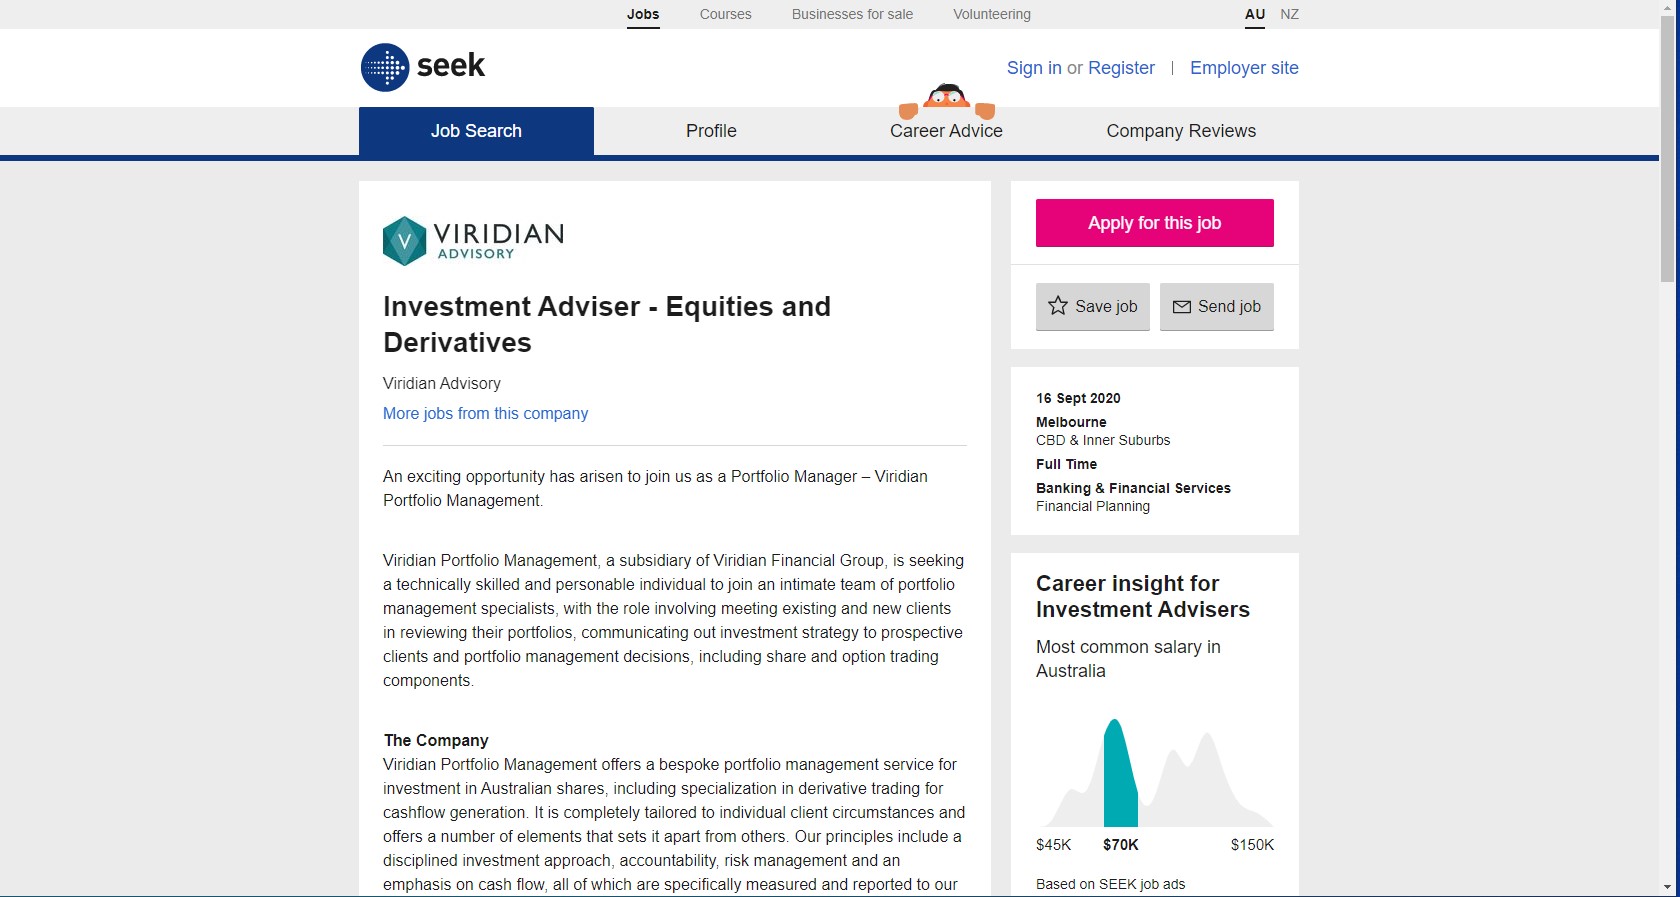 Jobs Courses Businesses for sale Volunteering AU NZ
seek
Sign in or Register | Employer site
Job Search Profile Career Advice Company Reviews
V VIRIDIAN
ADVISORY
Investment Adviser - Equities and
Derivatives
Viridian Advisory
More jobs from this company
An exciting opportunity has arisen to join us as a Portfolio Manager – Viridian
Portfolio Management.
Viridian Portfolio Management, a subsidiary of Viridian Financial Group, is seeking
a technically skilled and personable individual to join an intimate team of portfolio
management specialists, with the role involving meeting existing and new clients
in reviewing their portfolios, communicating out investment strategy to prospective
clients and portfolio management decisions, including share and option trading
components.
The Company
Viridian Portfolio Management offers a bespoke portfolio management service for
investment in Australian shares, including specialization in derivative trading for
cashflow generation. It is completely tailored to individual client circumstances and
offers a number of elements that sets it apart from others. Our principles include a
disciplined investment approach, accountability, risk management and an
emphasis on cash flow, all of which are specifically measured and reported to our
Apply for this job
Save job Send job
16 Sept 2020
Melbourne
CBD & Inner Suburbs
Full Time
Banking & Financial Services
Financial Planning
Career insight for
Investment Advisers
Most common salary in
Australia
$45K $70K $150K
Based on SEEK job ads